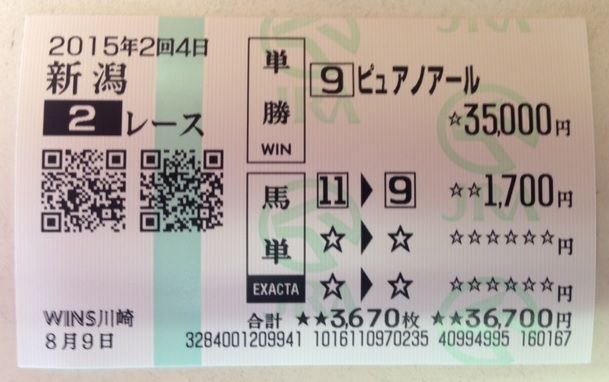 2015年2回4日
新潟
2レース
単勝
WIN
9 ピュアノアール
☆35,000円
馬単
EXACTA
11▶9 ☆☆1,700円
☆▶☆ ☆☆☆☆☆☆円
☆▶☆ ☆☆☆☆☆☆円
WINS川崎
合計 ★★3,670枚 ★36,700円
8月9日
3284001209941 1016110970235 40994995 160167
JRA
JRA
JRA